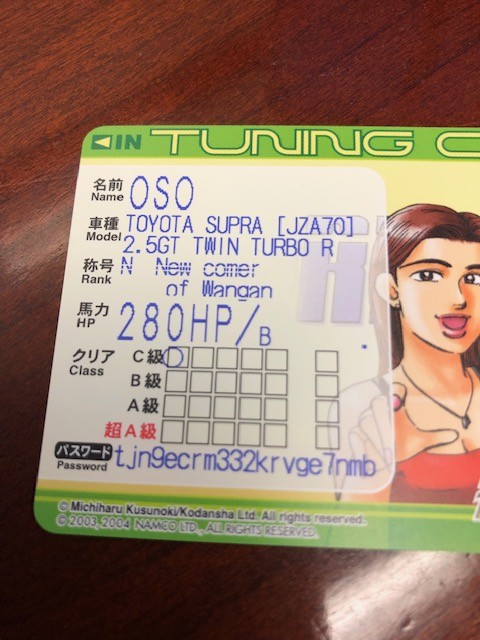 IN TUNING C
名前 Name OSO
車種 Model TOYOTA SUPRA [JZA70]
2.5GT TWIN TURBO R
称号 Rank N New comer
of Wangan
馬力 HP 280HP/B
クリア Class C級
B級
A級
超A級
パスワード Password tjn9ecrm332krvge7nmb
© Michiharu Kusunoki/Kodansha Ltd. All rights reserved.
© 2003, 2004 NAMCO LTD., ALL RIGHTS RESERVED.